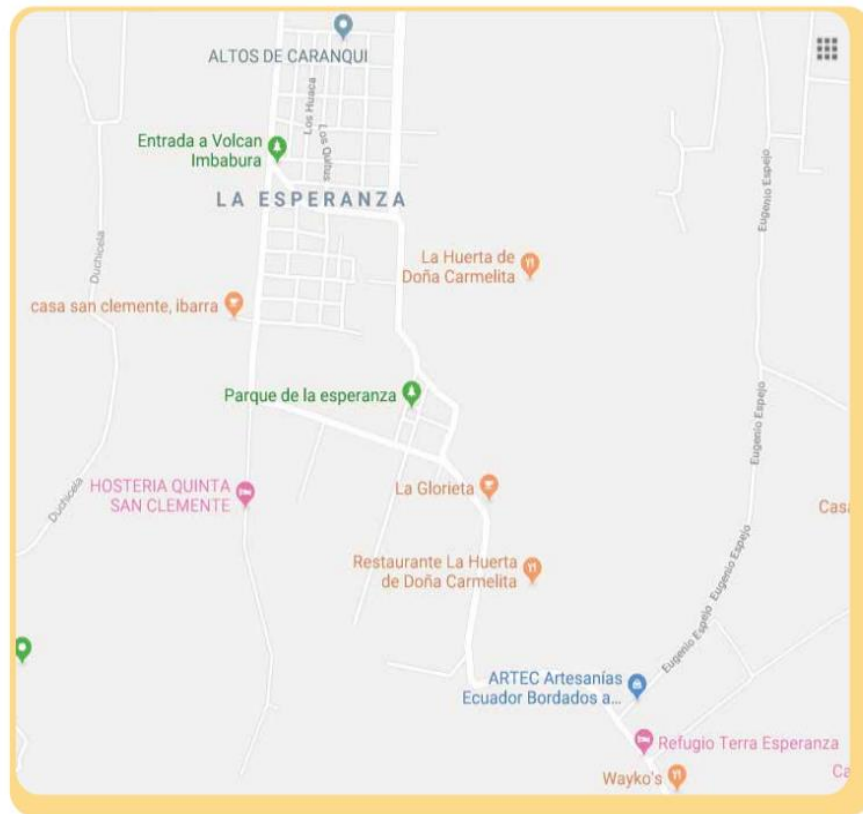 ALTOS DE CARANQUI
Los Huaca
Los Quitus
Entrada a Volcan
Imbabura
LA ESPERANZA
Eugenio Espejo
Duchicela
La Huerta de
Doña Carmelita
casa san clemente, ibarra
Parque de la esperanza
Eugenio Espejo
HOSTERIA QUINTA
SAN CLEMENTE
La Glorieta
Duchicela
Casa
Restaurante La Huerta
de Doña Carmelita
Eugenio Espejo
Eugenio Espejo
ARTEC Artesanías
Ecuador Bordados a...
Refugio Terra Esperanza
Wayko's
Ca